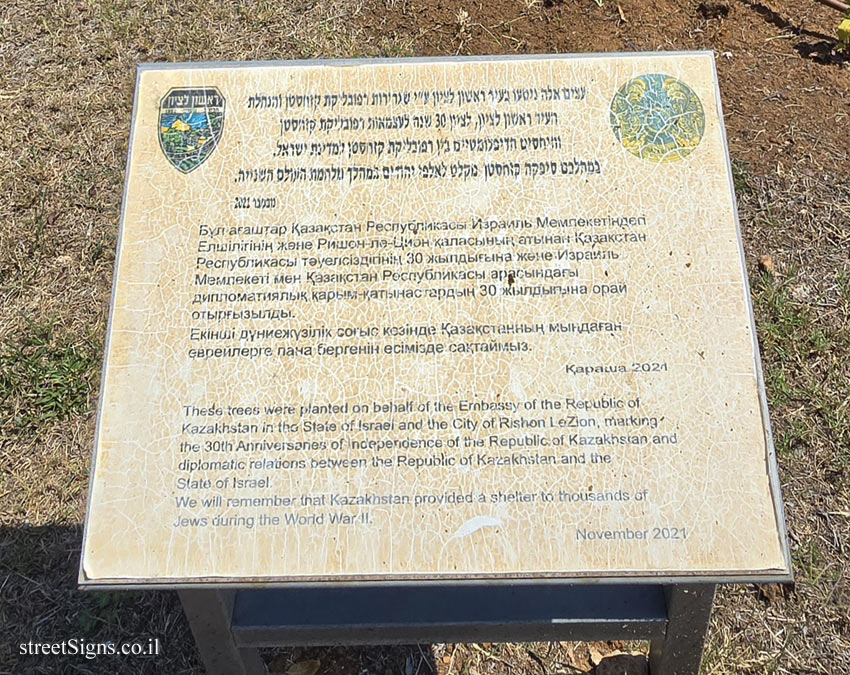 ראשון לציון
עצים אלה ניטעו בעיר ראשון לציון ע"י שגרירות רפובליקת קזחסטן והנהלת
העיר ראשון לציון, לציון 30 שנה לעצמאות רפובליקת קזחסטן
והיחסים הדיפלומטיים בין רפובליקת קזחסטן למדינת ישראל.
במהלכם סיפקה קזחסטן מקלט לאלפי יהודים במהלך מלחמת העולם השנייה.
נובמבר 2021
Бұл ағаштар Қазақстан Республикасы Израиль Мемлекетіндегі
Елшілігінің және Ришон-ле-Цион қаласының атынан Қазақстан
Республикасы тәуелсіздігінің 30 жылдығына және Израиль
Мемлекеті мен Қазақстан Республикасы арасындағы
дипломатиялық қарым-қатынастардың 30 жылдығына орай
отырғызылды.
Екінші дүниежүзілік соғыс кезінде Қазақстанның мыңдаған
еврейлерге пана бергенін есімізде сақтаймыз.
Қараша 2021
These trees were planted on behalf of the Embassy of the Republic of
Kazakhstan in the State of Israel and the City of Rishon LeZion, marking
the 30th Anniversaries of Independence of the Republic of Kazakhstan and
diplomatic relations between the Republic of Kazakhstan and the
State of Israel.
We will remember that Kazakhstan provided a shelter to thousands of
Jews during the World War II.
November 2021
streetSigns.co.il